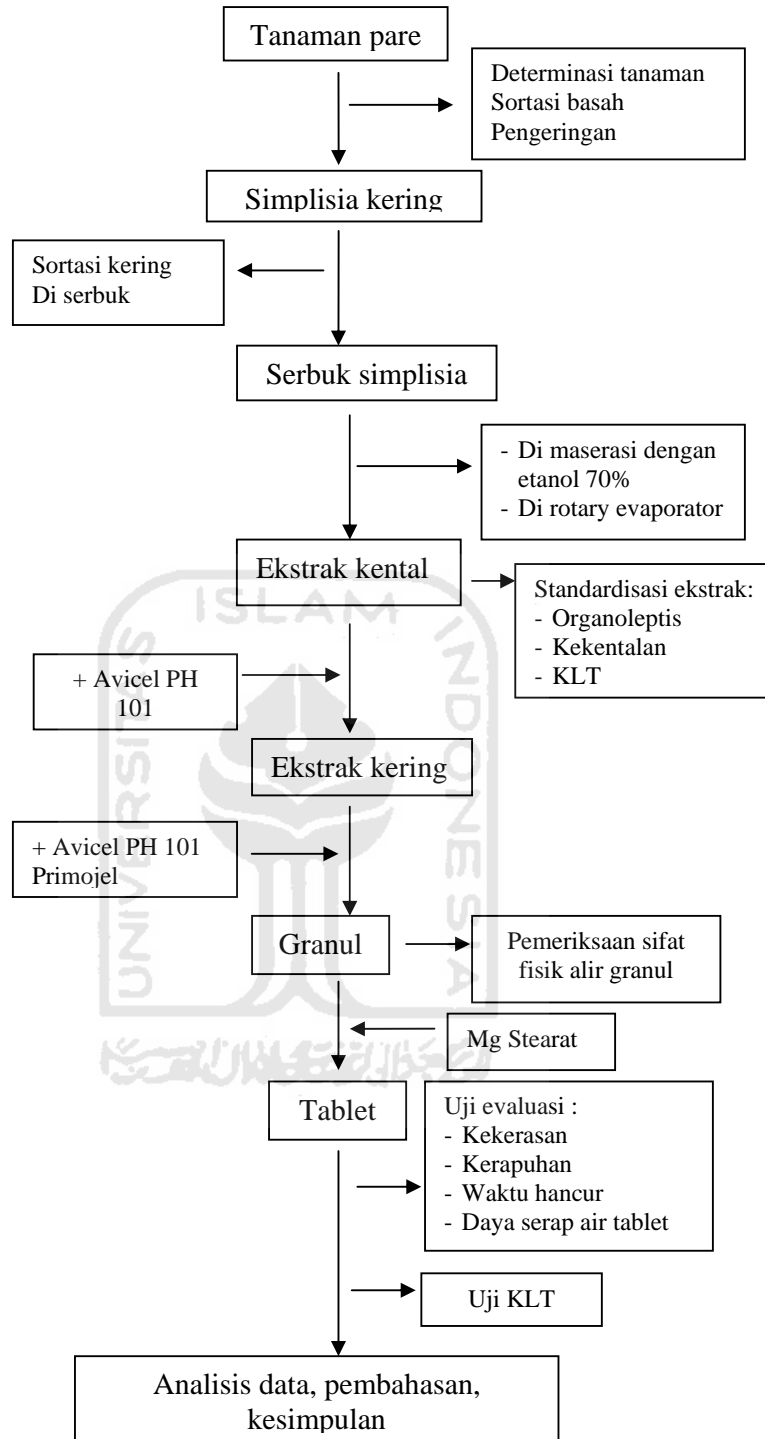 Tanaman pare
Determinasi tanaman
Sortasi basah
Pengeringan
Simplisia kering
Sortasi kering
Di serbuk
Serbuk simplisia
- Di maserasi dengan
etanol 70%
- Di rotary evaporator
Ekstrak kental
Standardisasi ekstrak:
- Organoleptis
- Kekentalan
- KLT
+ Avicel PH
101
Ekstrak kering
+ Avicel PH 101
Primojel
Granul
Pemeriksaan sifat
fisik alir granul
Mg Stearat
Tablet
Uji evaluasi :
- Kekerasan
- Kerapuhan
- Waktu hancur
- Daya serap air tablet
Uji KLT
Analisis data, pembahasan,
kesimpulan
UNIVERSITAS
ISLAM
INDONESIA